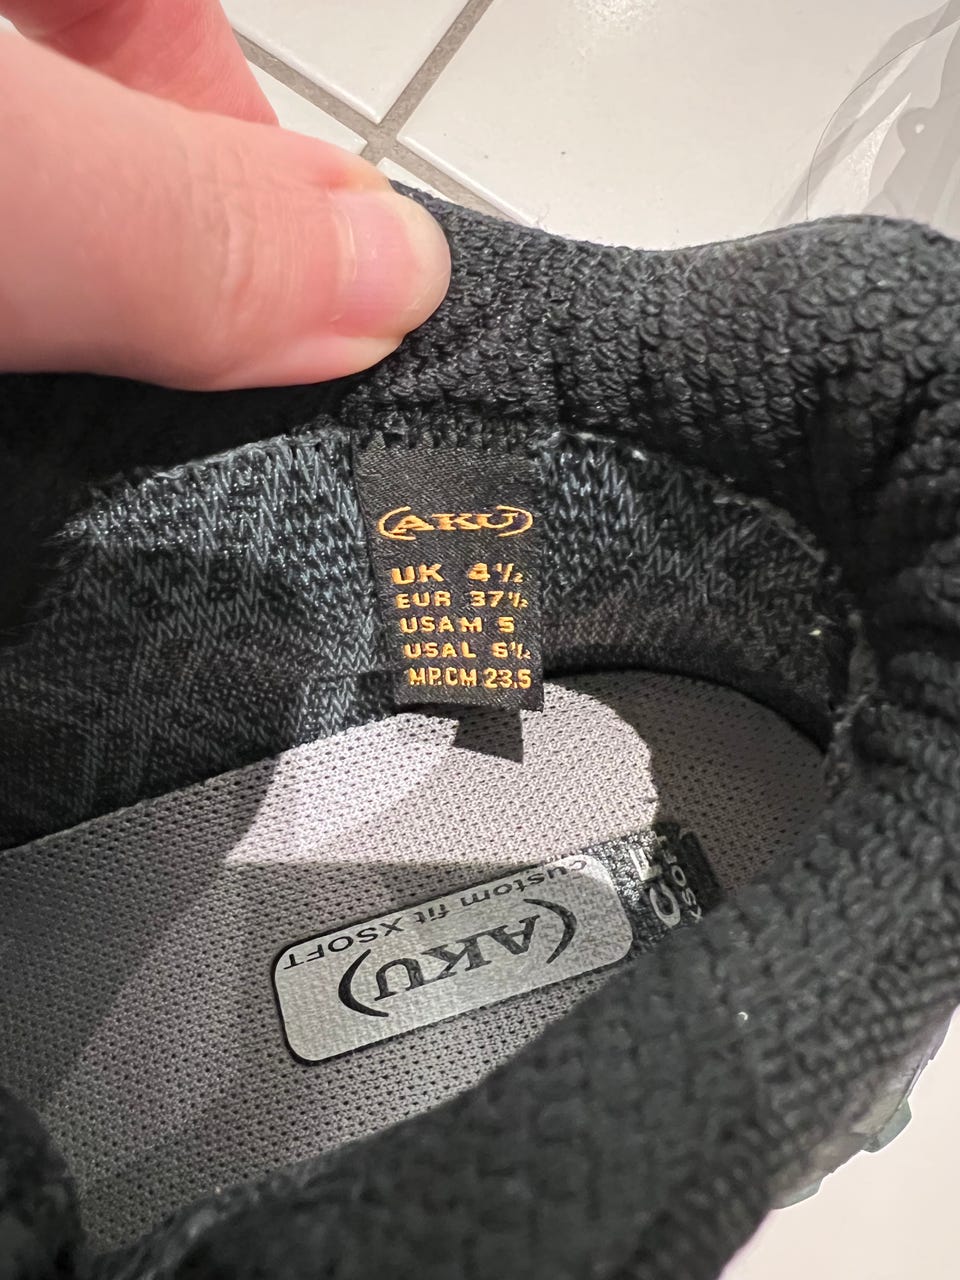 (AKU)
UK 4½
EUR 37½
USAM 5
USAL 6½
MP.CM 23.5
custom fit XSOFT
(AKU)